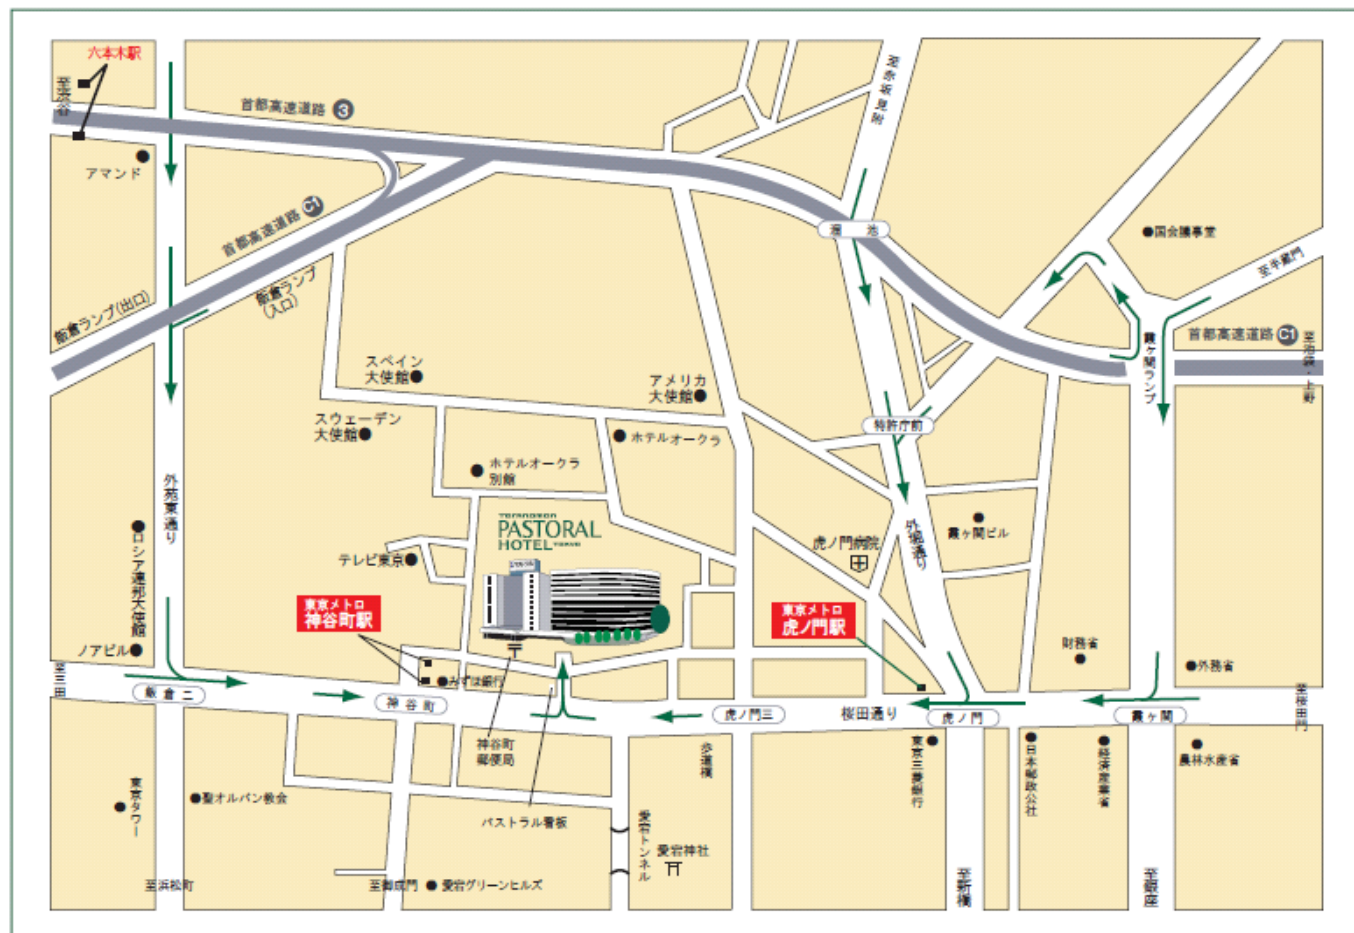 六本木駅
至渋谷
首都高速道路 3
アマンド
首都高速道路 C1
飯倉ランプ(出口)
飯倉ランプ
(入口)
至赤坂見附
溜池
国会議事堂
至半蔵門
首都高速道路 C1
霞ヶ関ランプ
至池袋・上野
スペイン
大使館
アメリカ
大使館
スウェーデン
大使館
ホテルオークラ
特許庁前
ホテルオークラ
別館
外苑東通り
ロシア連邦大使館
TORANOMON
PASTORAL
HOTEL TOKYO
テレビ東京
虎ノ門病院
外堀通り
霞ヶ関ビル
東京メトロ
神谷町駅
東京メトロ
虎ノ門駅
ノアビル
至三田
飯倉二
みずほ銀行
神谷町
虎ノ門三
桜田通り
虎ノ門
財務省
外務省
霞ヶ関
至桜田門
神谷町
郵便局
歩道橋
東京三菱銀行
日本郵政公社
経済産業省
農林水産省
東京タワー
聖オルバン教会
パストラル看板
愛宕トンネル
愛宕神社
至浜松町
至御成門
愛宕グリーンヒルズ
至新橋
至銀座